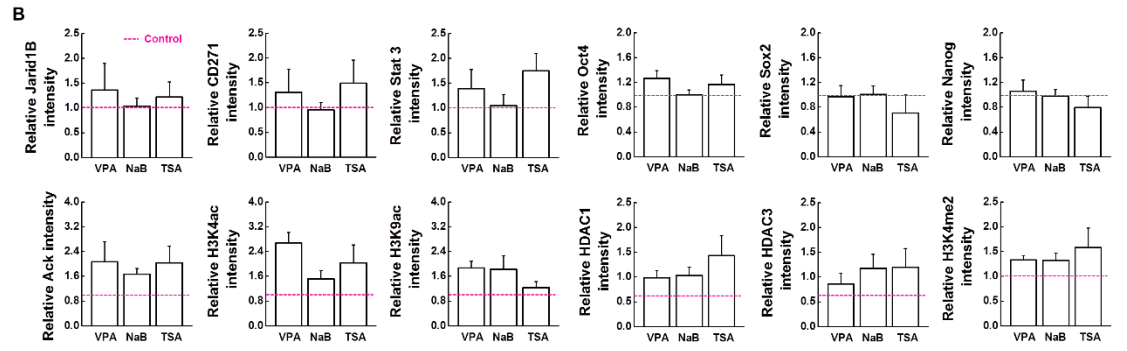 B
Relative Jarid1B intensity
2.5
2.0
1.5
1.0
0.5
0.0
Control
VPA NaB TSA
Relative CD271 intensity
2.5
2.0
1.5
1.0
0.5
0.0
VPA NaB TSA
Relative Stat 3 intensity
2.5
2.0
1.5
1.0
0.5
0.0
VPA NaB TSA
Relative Oct4 intensity
2.0
1.6
1.2
0.8
0.4
0.0
VPA NaB TSA
Relative Sox2 intensity
2.0
1.6
1.2
0.8
0.4
0.0
VPA NaB TSA
Relative Nanog intensity
2.0
1.6
1.2
0.8
0.4
0.0
VPA NaB TSA
Relative Ack intensity
4.0
3.2
2.4
1.6
0.8
0.0
VPA NaB TSA
Relative H3K4ac intensity
4.0
3.2
2.4
1.6
0.8
0.0
VPA NaB TSA
Relative H3K9ac intensity
4.0
3.2
2.4
1.6
0.8
0.0
VPA NaB TSA
Relative HDAC1 intensity
2.5
2.0
1.5
1.0
0.5
0.0
VPA NaB TSA
Relative HDAC3 intensity
2.5
2.0
1.5
1.0
0.5
0.0
VPA NaB TSA
Relative H3K4me2 intensity
2.5
2.0
1.5
1.0
0.5
0.0
VPA NaB TSA